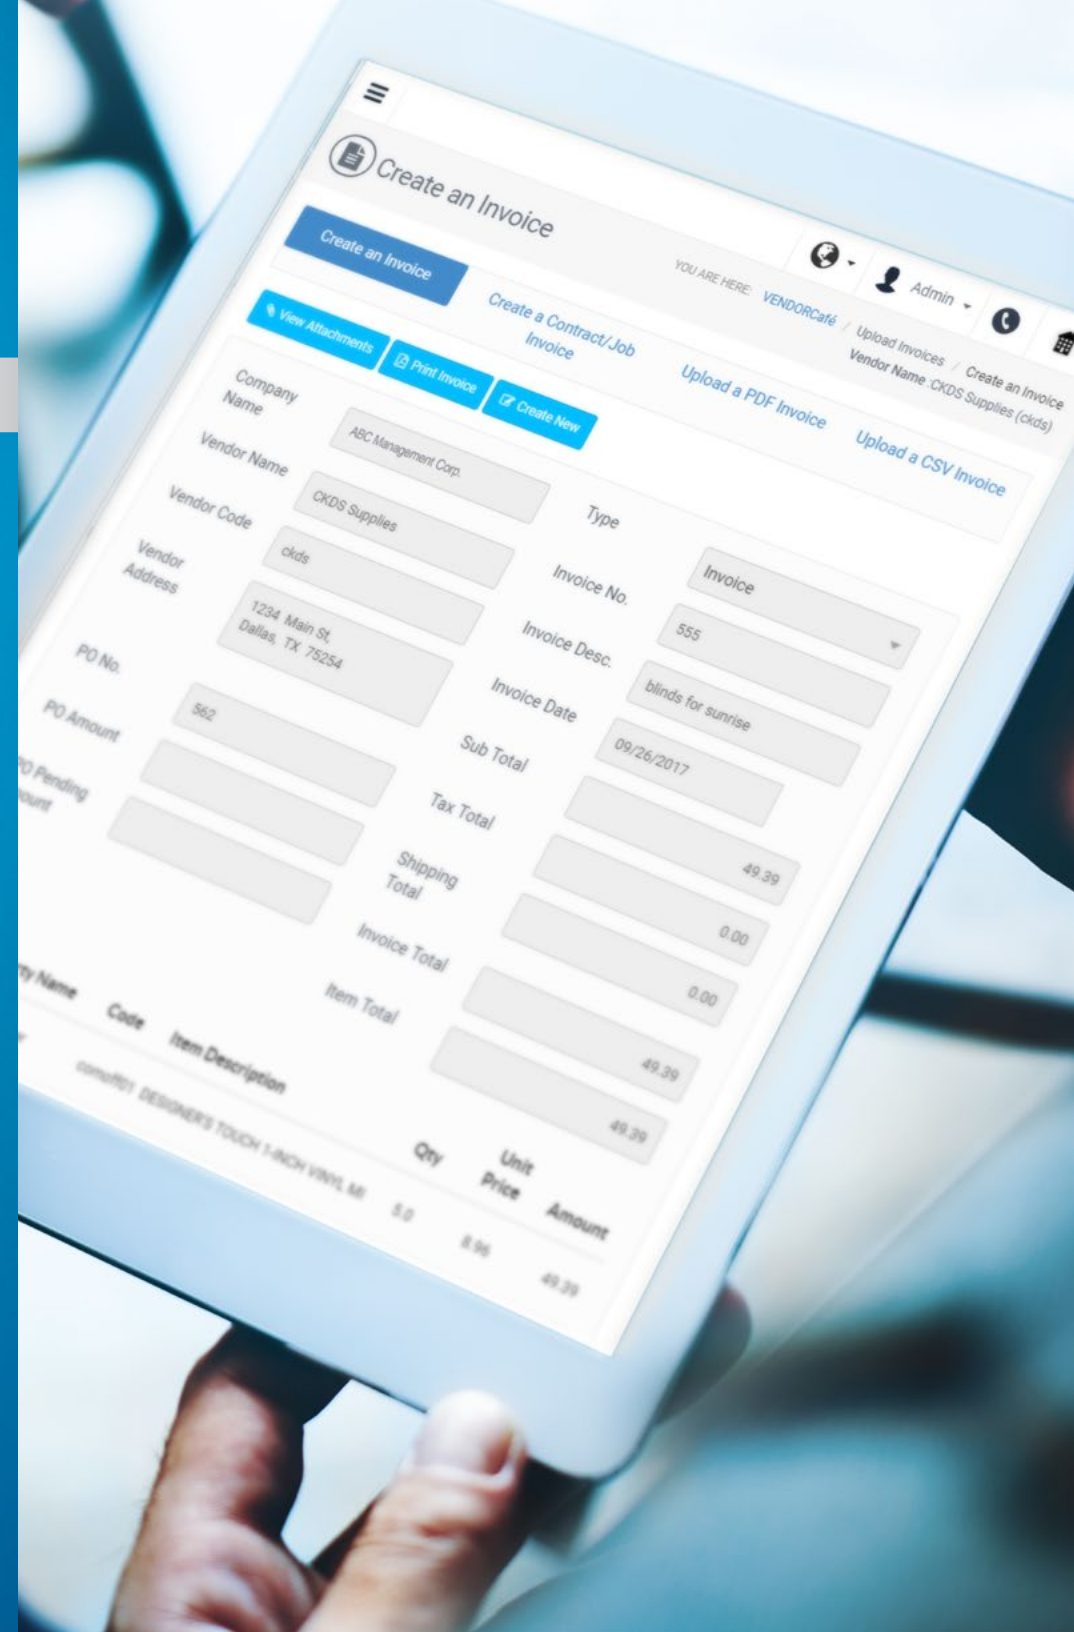 Create an Invoice
Admin
YOU ARE HERE: VENDORCafé / Upload Invoices / Create an Invoice
Vendor Name :CKDS Supplies (ckds)
Create an Invoice
Create a Contract/Job
Invoice
Upload a PDF Invoice
Upload a CSV Invoice
View Attachments
Print Invoice
Create New
Company
Name
ABC Management Corp.
Vendor Name
CKDS Supplies
Vendor Code
ckds
Vendor
Address
1234 Main St,
Dallas, TX 75254
PO No.
562
PO Amount
PO Pending
Type
Invoice
Invoice No.
555
Invoice Desc.
blinds for sunrise
Invoice Date
09/26/2017
Sub Total
49.39
Tax Total
0.00
Shipping
Total
0.00
Invoice Total
49.39
Item Total
49.39
Name Code Item Description Qty Unit
Price Amount
comoff01 DESIGNER'S TOUCH 1-INCH VINYL MI 5.0 8.96 49.39